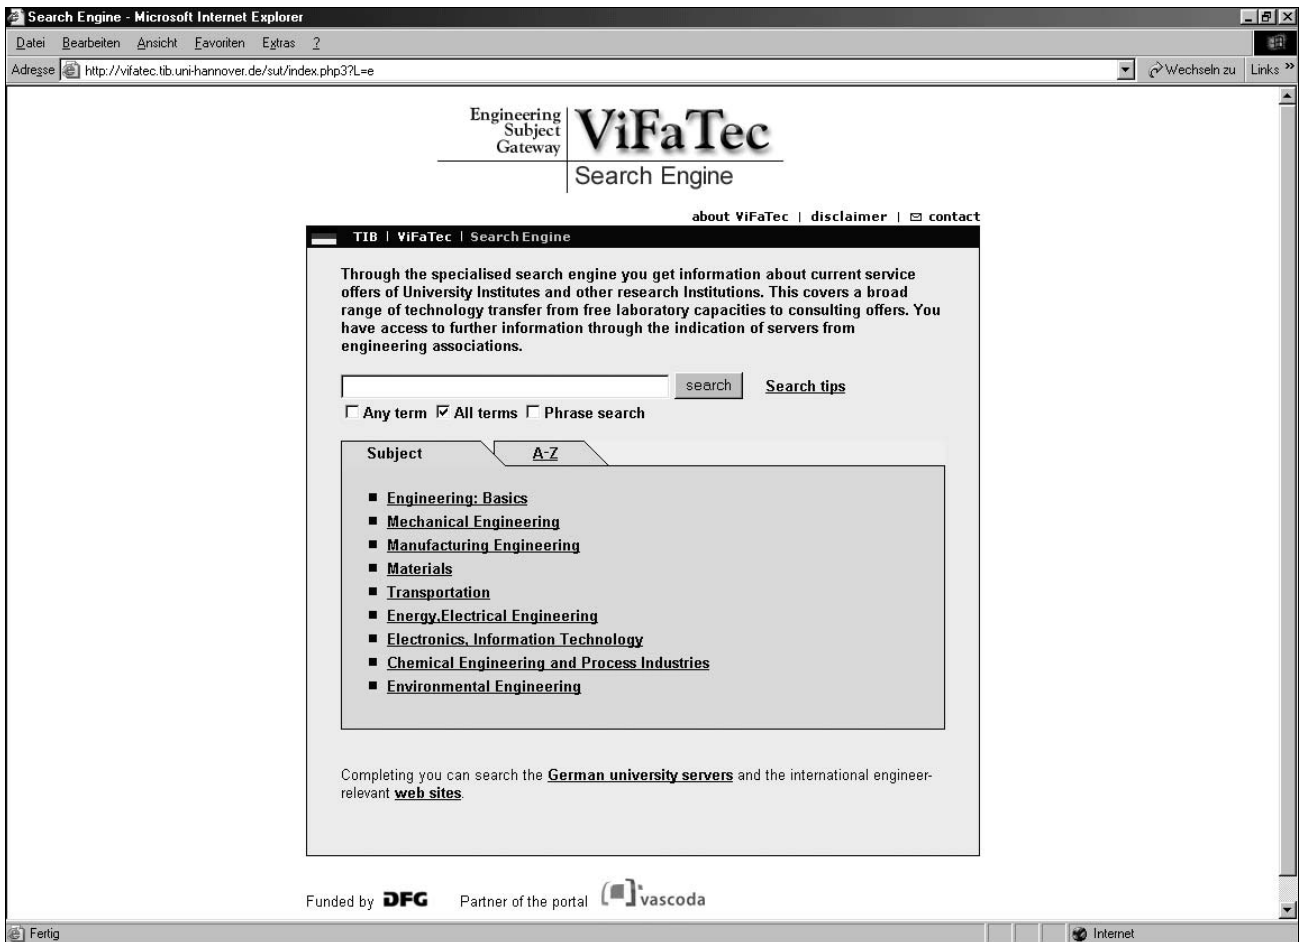 Search Engine - Microsoft Internet Explorer
Datei Bearbeiten Ansicht Favoriten Extras ?
Adresse http://vifatec.tib.uni-hannover.de/sut/index.php3?L=e Wechseln zu Links »
Engineering
Subject
Gateway
ViFaTec
Search Engine
about ViFaTec | disclaimer | contact
TIB | ViFaTec | Search Engine
Through the specialised search engine you get information about current service
offers of University Institutes and other research Institutions. This covers a broad
range of technology transfer from free laboratory capacities to consulting offers. You
have access to further information through the indication of servers from
engineering associations.
search Search tips
Any term All terms Phrase search
Subject A-Z
Engineering: Basics
Mechanical Engineering
Manufacturing Engineering
Materials
Transportation
Energy,Electrical Engineering
Electronics, Information Technology
Chemical Engineering and Process Industries
Environmental Engineering
Completing you can search the German university servers and the international engineer-
relevant web sites.
Funded by DFG Partner of the portal vascoda
Fertig Internet